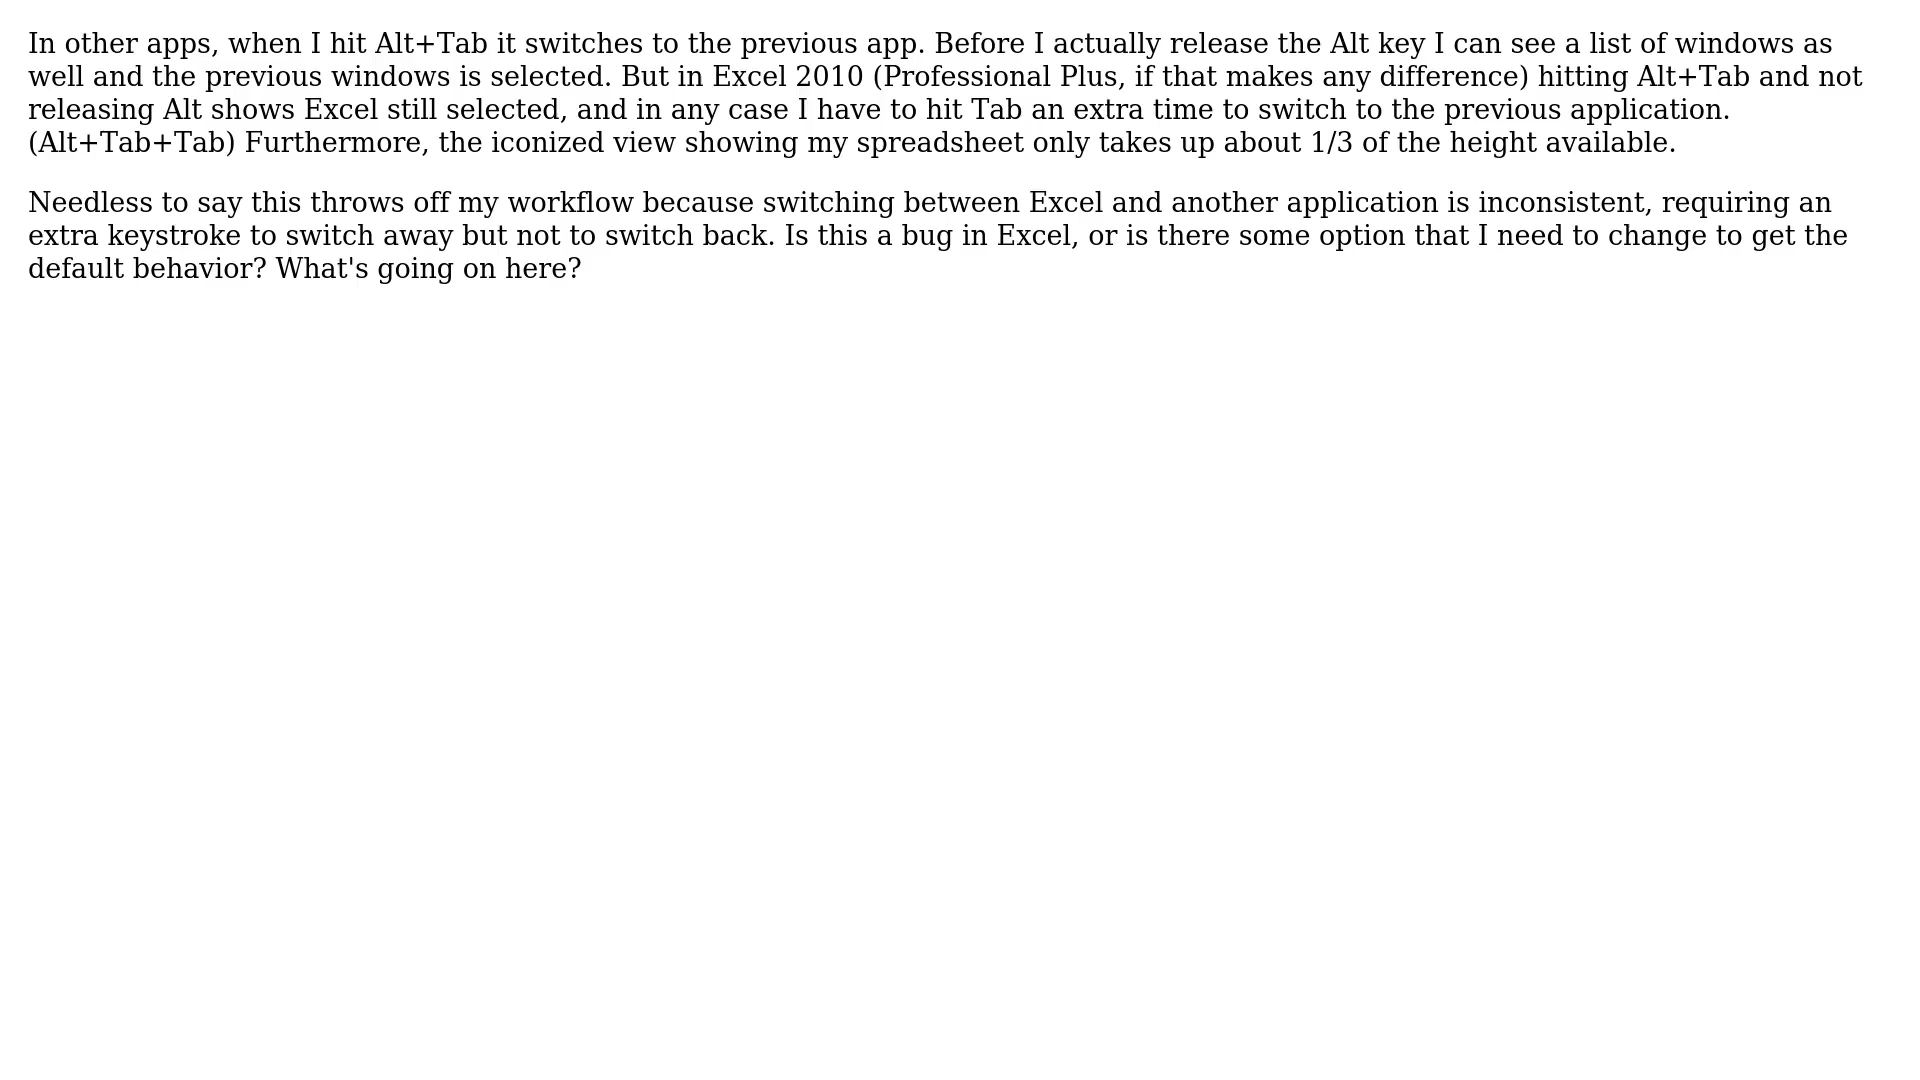 In other apps, when I hit Alt+Tab it switches to the previous app. Before I actually release the Alt key I can see a list of windows as
well and the previous windows is selected. But in Excel 2010 (Professional Plus, if that makes any difference) hitting Alt+Tab and not
releasing Alt shows Excel still selected, and in any case I have to hit Tab an extra time to switch to the previous application.
(Alt+Tab+Tab) Furthermore, the iconized view showing my spreadsheet only takes up about 1/3 of the height available.
Needless to say this throws off my workflow because switching between Excel and another application is inconsistent, requiring an
extra keystroke to switch away but not to switch back. Is this a bug in Excel, or is there some option that I need to change to get the
default behavior? What's going on here?